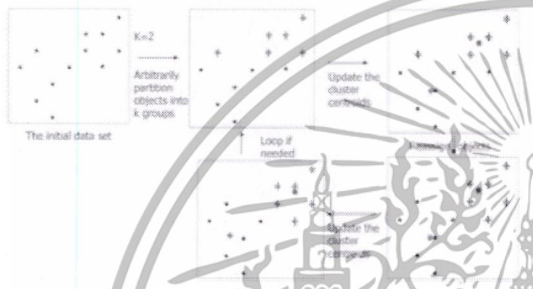 K=2
Arbitrarily
partition
objects into
k groups
The initial data set
Update the
cluster
centroids
Loop if
needed
objects
Update the
cluster
centroids